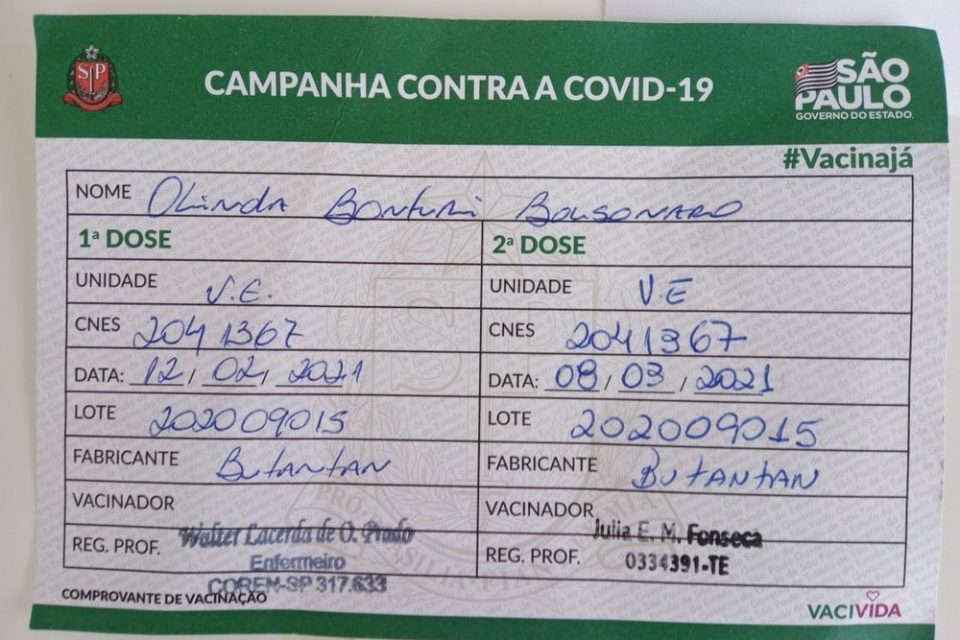 SP
CAMPANHA CONTRA A COVID-19
SÃO PAULO
GOVERNO DO ESTADO
#Vacinajá
NOME Olinda Bonturi Bolsonaro
1ª DOSE 2ª DOSE
UNIDADE V.E. UNIDADE V.E
CNES 2041367 CNES 2041367
DATA: 12/02/2021 DATA: 08/03/2021
LOTE 202009015 LOTE 202009015
FABRICANTE Butantan FABRICANTE Butantan
VACINADOR VACINADOR Julia E. M. Fonseca
Walter Lacerda de O. Prado
REG. PROF. Enfermeiro REG. PROF. 0334391-TE
COREN-SP 317.633
COMPROVANTE DE VACINAÇÃO
VACIVIDA